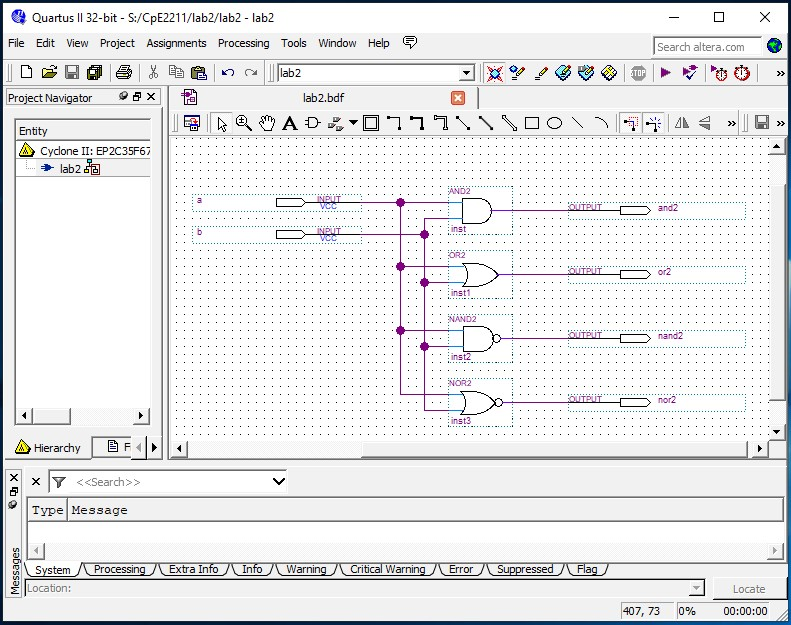 Quartus II 32-bit - S:/CpE2211/lab2/lab2 - lab2
File Edit View Project Assignments Processing Tools Window Help
Search altera.com
lab2
STOP
Project Navigator
lab2.bdf
Entity
Cyclone II: EP2C35F67
lab2
a
INPUT
VCC
b
INPUT
VCC
AND2
inst
OUTPUT
and2
OR2
inst1
OUTPUT
or2
NAND2
inst2
OUTPUT
nand2
NOR2
inst3
OUTPUT
nor2
Hierarchy
F
<<Search>>
Type Message
Messages
System Processing Extra Info Info Warning Critical Warning Error Suppressed Flag
Location:
Locate
407, 73 0% 00:00:00